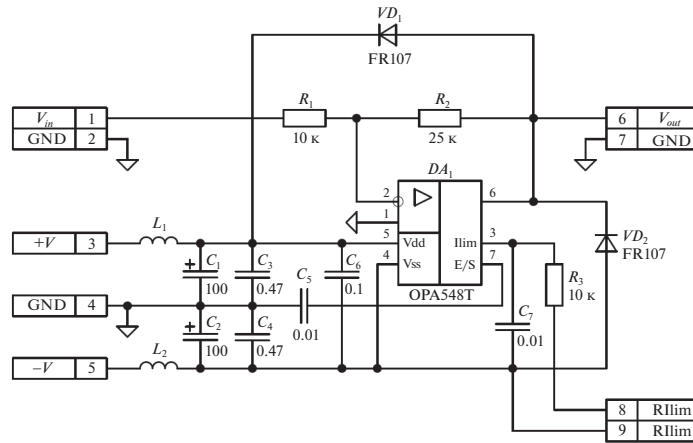 VD1
FR107
R1
R2
Vin 1
6 Vout
10 к
25 к
GND 2
7 GND
DA1
2
6
1
L1
+V 3
5 Vdd
Ilim 3
VD2
4 Vss
E/S 7
FR107
+ C1
C3
C6
C5
R3
100
0.47
0.1
OPA548T
10 к
GND 4
+ C2
C4
C7
0.01
0.01
100
0.47
L2
–V 5
8 RIlim
9 RIlim